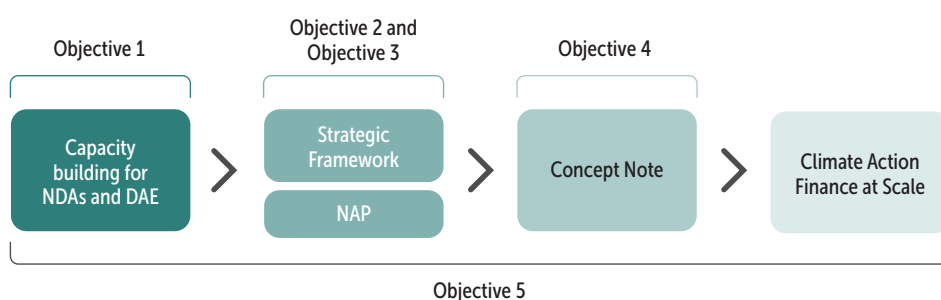 Objective 1
Objective 2 and
Objective 3
Objective 4
Capacity
building for
NDAs and DAE
Strategic
Framework
NAP
Concept Note
Climate Action
Finance at Scale
Objective 5